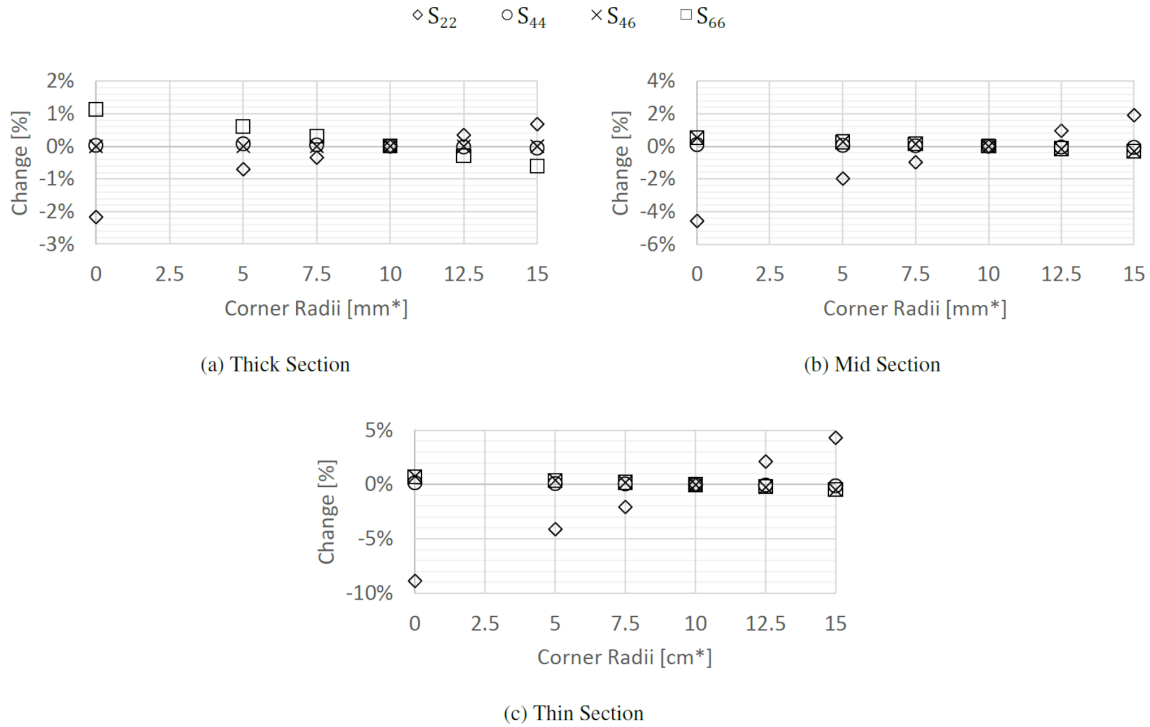 S22 S44 S46 S66
2%
1%
0%
-1%
-2%
-3%
Change [%]
0 2.5 5 7.5 10 12.5 15
Corner Radii [mm*]
(a) Thick Section
4%
2%
0%
-2%
-4%
-6%
Change [%]
0 2.5 5 7.5 10 12.5 15
Corner Radii [mm*]
(b) Mid Section
5%
0%
-5%
-10%
Change [%]
0 2.5 5 7.5 10 12.5 15
Corner Radii [cm*]
(c) Thin Section